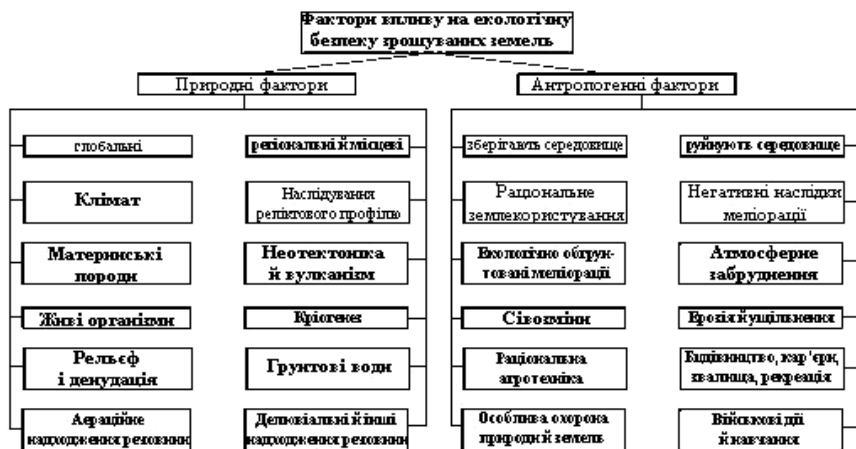 Фактори впливу на екологічну
безпеку зрошуваних земель
Природні фактори
Антропогенні фактори
глобальні
регіональні й місцеві
зберігають середовище
руйнують середовище
Клімат
Наслідування
реліктового профілю
Раціональне
землекористування
Негативні наслідки
меліорації
Материнські
породи
Неотектоніка
й вулканізм
Екологічно обґрун-
товані меліорації
Атмосферне
забруднення
Живі організми
Кріогенез
Сівозміни
Ерозія й ущільнення
Рельєф
і денудація
Грунтові води
Раціональна
агротехніка
Будівництво, кар'єри,
звалища, рекреація
Аераційне
надходження речовини
Делювіальні й інші
надходження речовини
Особлива охорона
природи й земель
Військові дії
й навчання